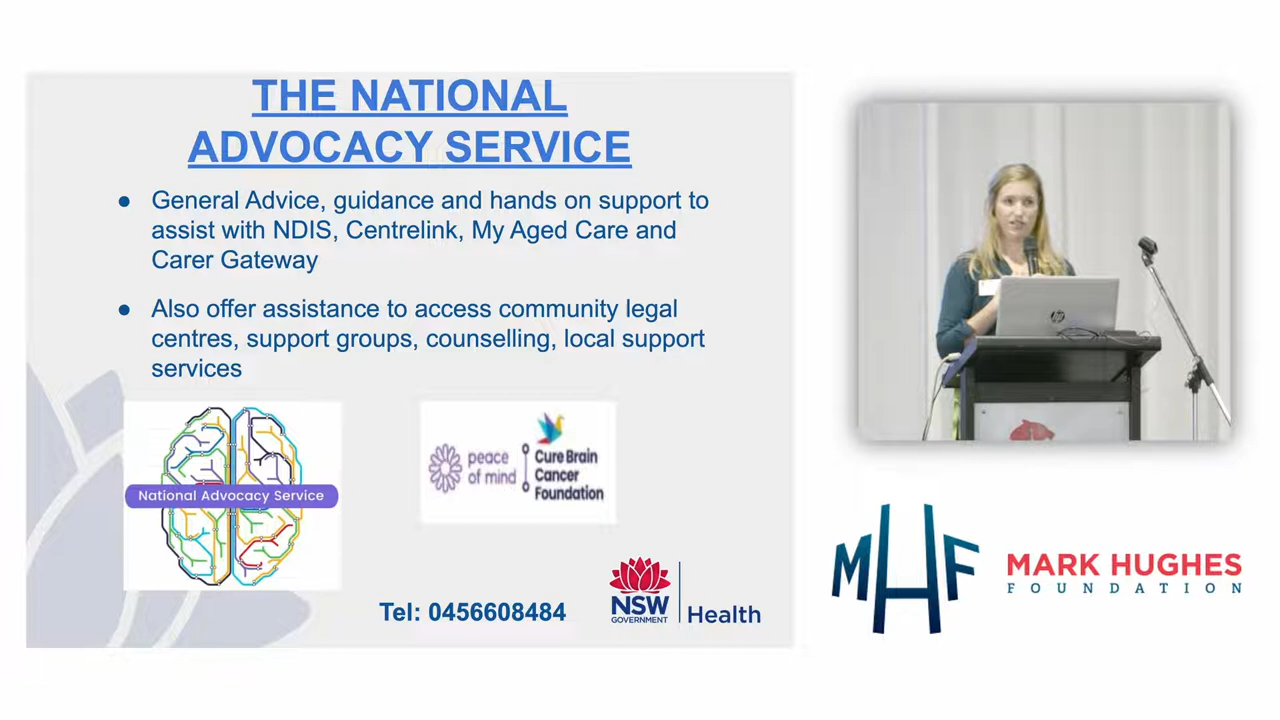 THE NATIONAL
ADVOCACY SERVICE
● General Advice, guidance and hands on support to
assist with NDIS, Centrelink, My Aged Care and
Carer Gateway
● Also offer assistance to access community legal
centres, support groups, counselling, local support
services
National Advocacy Service
peace
of mind
Cure Brain
Cancer
Foundation
Tel: 0456608484
NSW
GOVERNMENT
Health
hp
MHF
MARK HUGHES
FOUNDATION